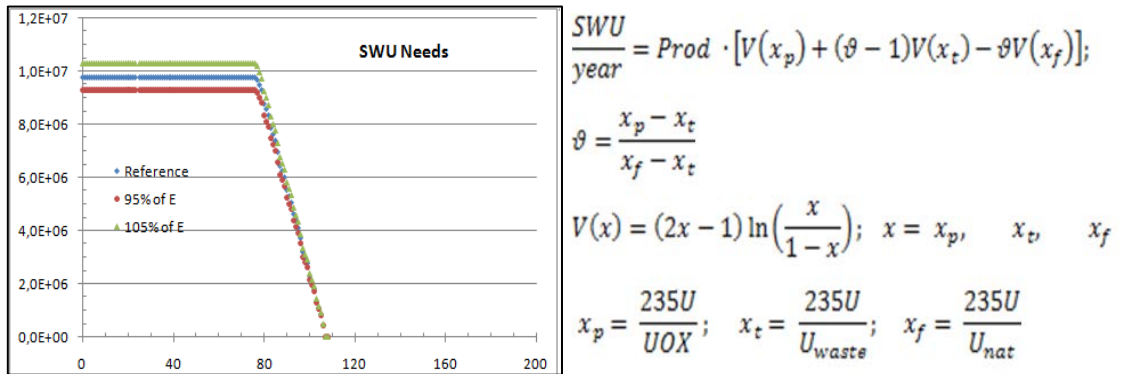 SWU Needs
1,2E+07
1,0E+07
8,0E+06
6,0E+06
4,0E+06
2,0E+06
0,0E+00
Reference
95% of E
105% of E
0 40 80 120 160 200
SWU/year = Prod · [V(x_p) + (ϑ − 1)V(x_t) − ϑV(x_f)];
ϑ = (x_p − x_t)/(x_f − x_t)
V(x) = (2x − 1) ln(x/(1 − x)); x = x_p, x_t, x_f
x_p = 235U/UOX; x_t = 235U/U_waste; x_f = 235U/U_nat